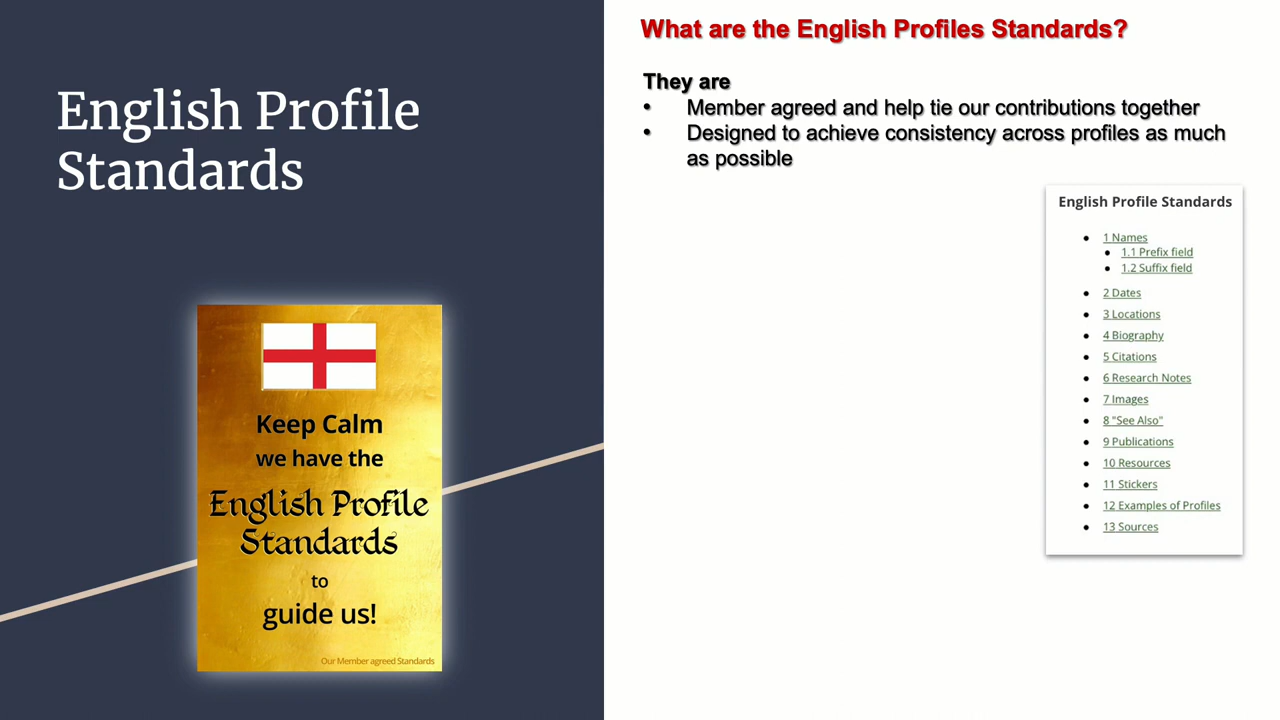 English Profile
Standards
Keep Calm
we have the
English Profile
Standards
to
guide us!
Our Member agreed Standards
What are the English Profiles Standards?
They are
• Member agreed and help tie our contributions together
• Designed to achieve consistency across profiles as much
as possible
English Profile Standards
• 1 Names
• 1.1 Prefix field
• 1.2 Suffix field
• 2 Dates
• 3 Locations
• 4 Biography
• 5 Citations
• 6 Research Notes
• 7 Images
• 8 "See Also"
• 9 Publications
• 10 Resources
• 11 Stickers
• 12 Examples of Profiles
• 13 Sources